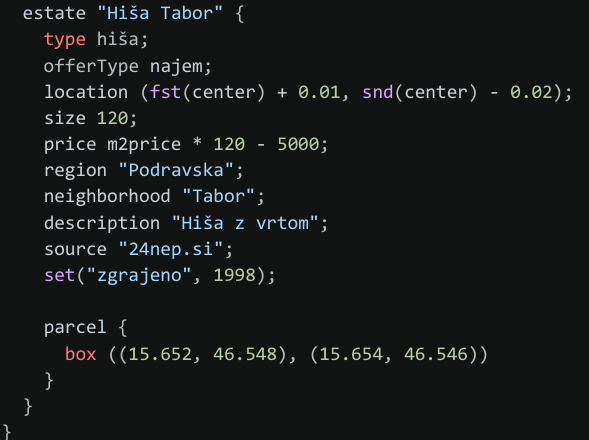 estate "Hiša Tabor" {
type hiša;
offerType najem;
location (fst(center) + 0.01, snd(center) - 0.02);
size 120;
price m2price * 120 - 5000;
region "Podravska";
neighborhood "Tabor";
description "Hiša z vrtom";
source "24nep.si";
set("zgrajeno", 1998);
parcel {
box ((15.652, 46.548), (15.654, 46.546))
}
}
}